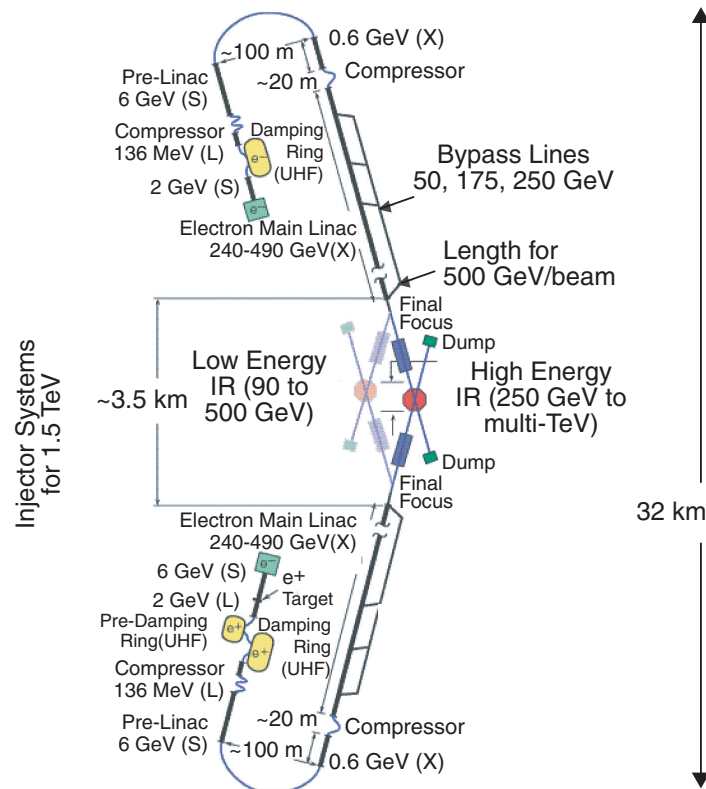 0.6 GeV (X)
~100 m
Compressor
~20 m
Pre-Linac
6 GeV (S)
Compressor
136 MeV (L)
Damping
Ring
(UHF)
e-
2 GeV (S)
e-
Electron Main Linac
240-490 GeV(X)
Bypass Lines
50, 175, 250 GeV
Length for
500 GeV/beam
Final
Focus
Dump
Low Energy
IR (90 to
500 GeV)
High Energy
IR (250 GeV to
multi-TeV)
~3.5 km
Injector Systems
for 1.5 TeV
32 km
Dump
Final
Focus
Electron Main Linac
240-490 GeV(X)
e-
6 GeV (S)
e+
Target
2 GeV (L)
Pre-Damping
Ring(UHF)
e+
e+
Damping
Ring
(UHF)
Compressor
136 MeV (L)
Pre-Linac
6 GeV (S)
~20 m
Compressor
~100 m
0.6 GeV (X)